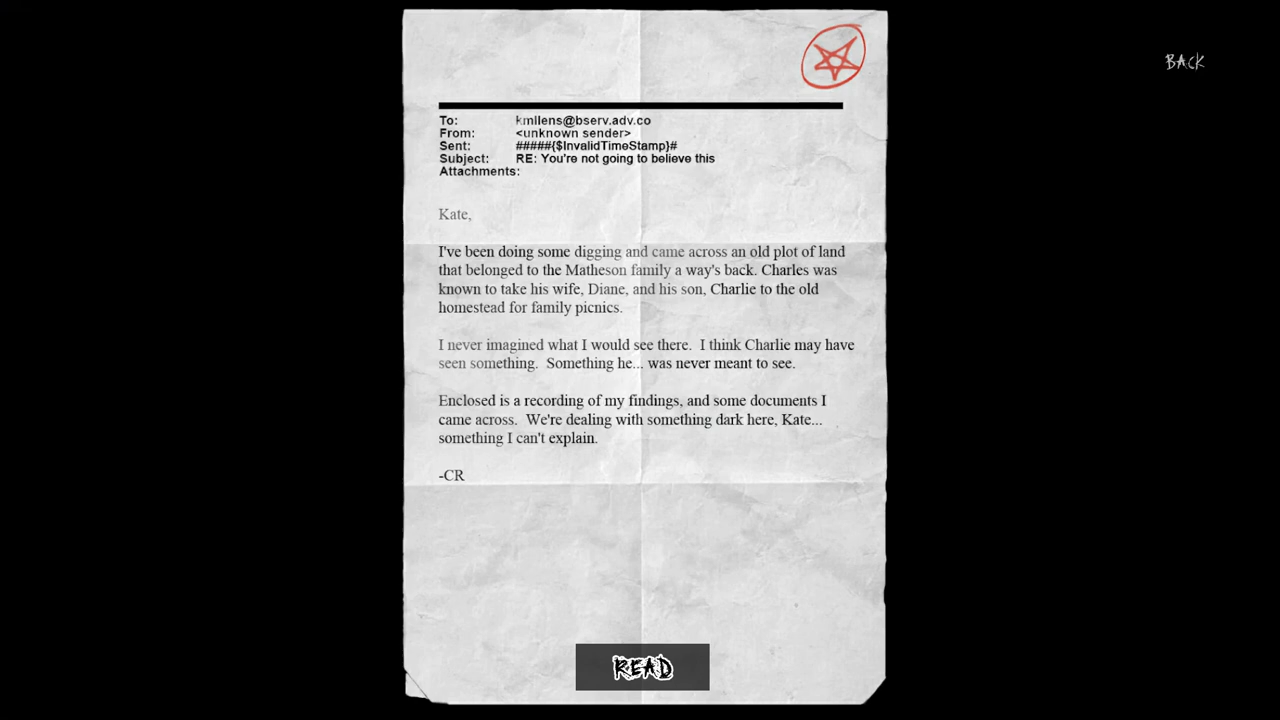 BACK
To: kmilens@bserv.adv.co
From: <unknown sender>
Sent: #####{$InvalidTimeStamp}#
Subject: RE: You're not going to believe this
Attachments:
Kate,
I've been doing some digging and came across an old plot of land
that belonged to the Matheson family a way's back. Charles was
known to take his wife, Diane, and his son, Charlie to the old
homestead for family picnics.
I never imagined what I would see there.  I think Charlie may have
seen something.  Something he... was never meant to see.
Enclosed is a recording of my findings, and some documents I
came across.  We're dealing with something dark here, Kate...
something I can't explain.
-CR
READ